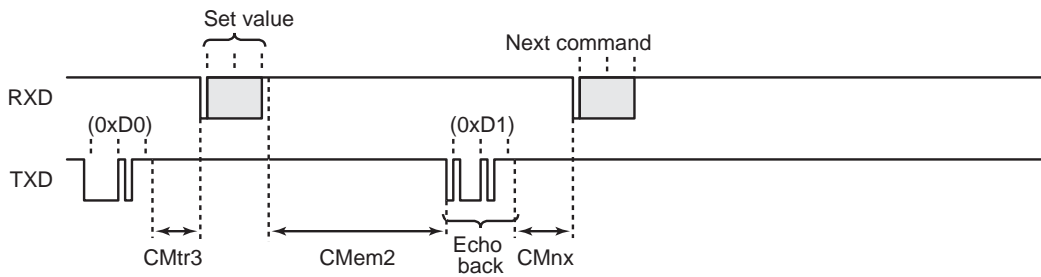 Set value
Next command
RXD
(0xD0)
(0xD1)
TXD
CMtr3
CMem2
Echo
back
CMnx